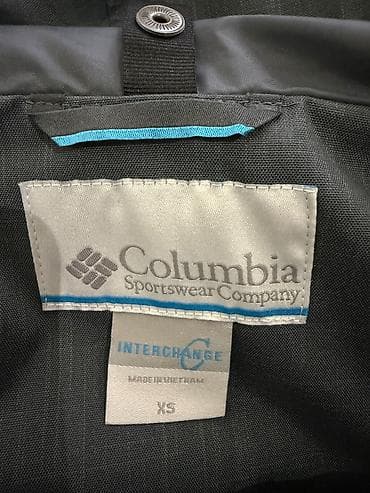 Columbia
Sportswear Company
INTERCHANGE
MADE IN VIETNAM
XS